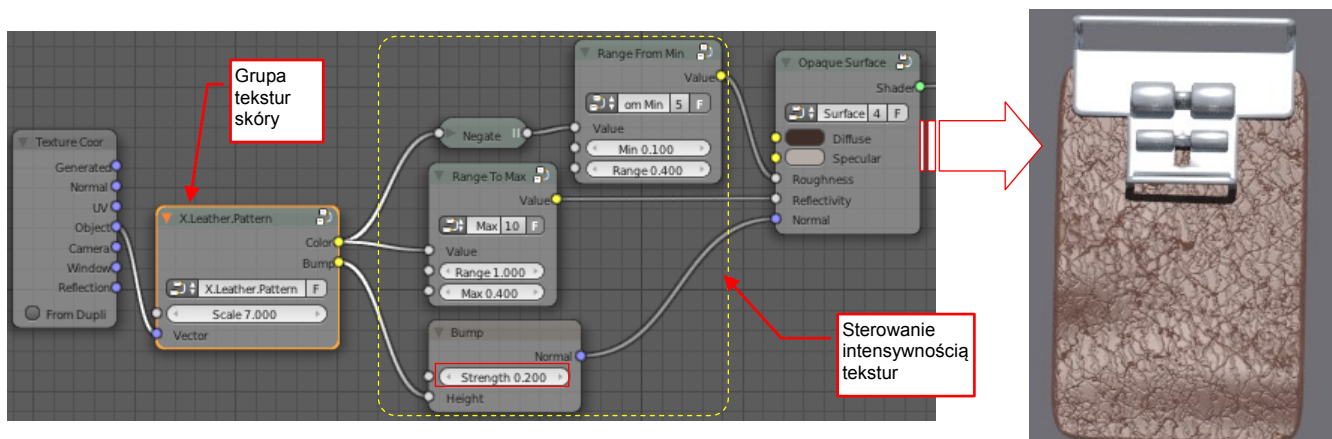 Grupa
tekstur
skóry
Texture Coor
Generated
Normal
UV
Object
Camera
Window
Reflection
From Dupli
X.Leather.Pattern
Color
Bump
X.Leather.Pattern F
Scale 7.000
Vector
Negate
Range To Max
Value
Max 10 F
Value
Range 1.000
Max 0.400
Bump
Normal
Strength 0.200
Height
Range From Min
Value
om Min 5 F
Value
Min 0.100
Range 0.400
Opaque Surface
Shader
Surface 4 F
Diffuse
Specular
Roughness
Reflectivity
Normal
Sterowanie
intensywnością
tekstur